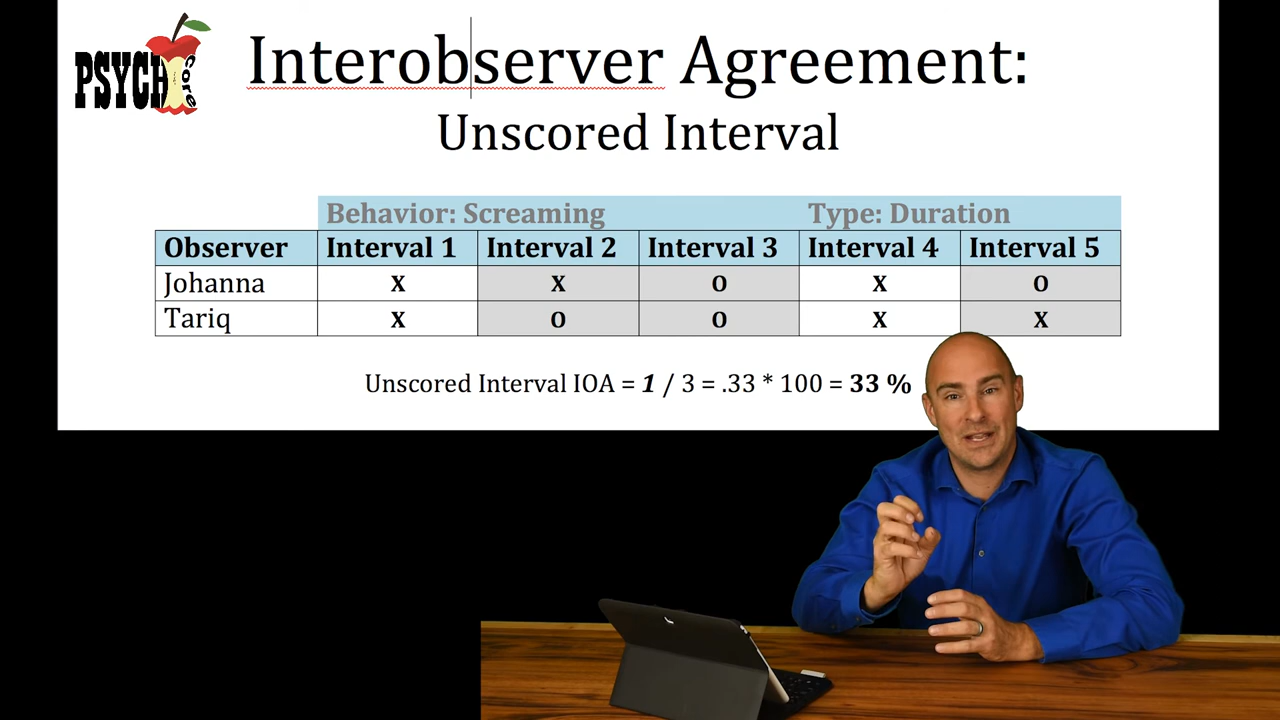 PSYCH
Core
Interobserver Agreement:
Unscored Interval
Behavior: Screaming Type: Duration
Observer Interval 1 Interval 2 Interval 3 Interval 4 Interval 5
Johanna X X O X O
Tariq X O O X X
Unscored Interval IOA = 1 / 3 = .33 * 100 = 33 %